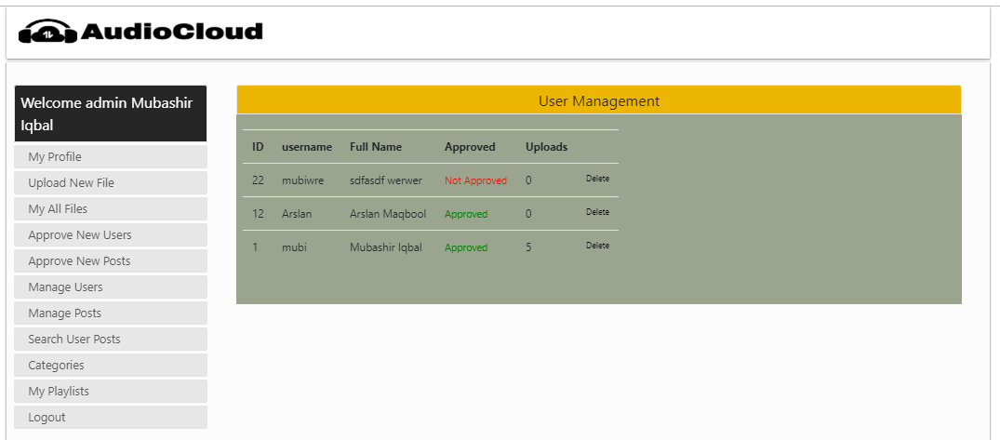 AudioCloud
Welcome admin Mubashir
Iqbal
My Profile
Upload New File
My All Files
Approve New Users
Approve New Posts
Manage Users
Manage Posts
Search User Posts
Categories
My Playlists
Logout
User Management
ID username Full Name Approved Uploads
22 mubiwre sdfasdf werwer Not Approved 0 Delete
12 Arslan Arslan Maqbool Approved 0 Delete
1 mubi Mubashir Iqbal Approved 5 Delete